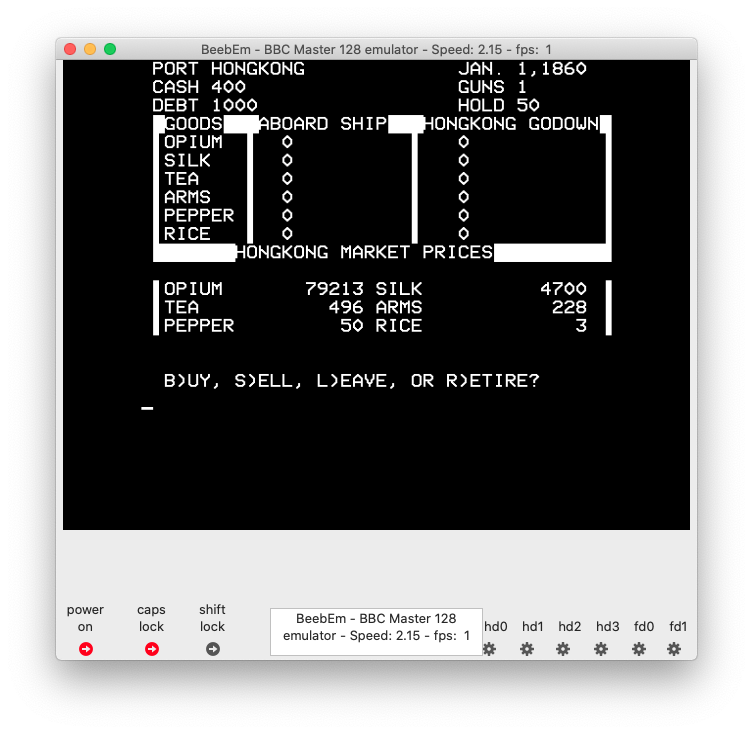 BeebEm - BBC Master 128 emulator - Speed: 2.15 - fps: 1
PORT HONGKONG JAN. 1,1860
CASH 400 GUNS 1
DEBT 1000 HOLD 50
GOODS ABOARD SHIP HONGKONG GODOWN
OPIUM 0 0
SILK 0 0
TEA 0 0
ARMS 0 0
PEPPER 0 0
RICE 0 0
HONGKONG MARKET PRICES
OPIUM 79213 SILK 4700
TEA 496 ARMS 228
PEPPER 50 RICE 3
B)UY, S)ELL, L)EAVE, OR R)ETIRE?
_
power on
caps lock
shift lock
BeebEm - BBC Master 128
emulator - Speed: 2.15 - fps: 1
hd0 hd1 hd2 hd3 fd0 fd1